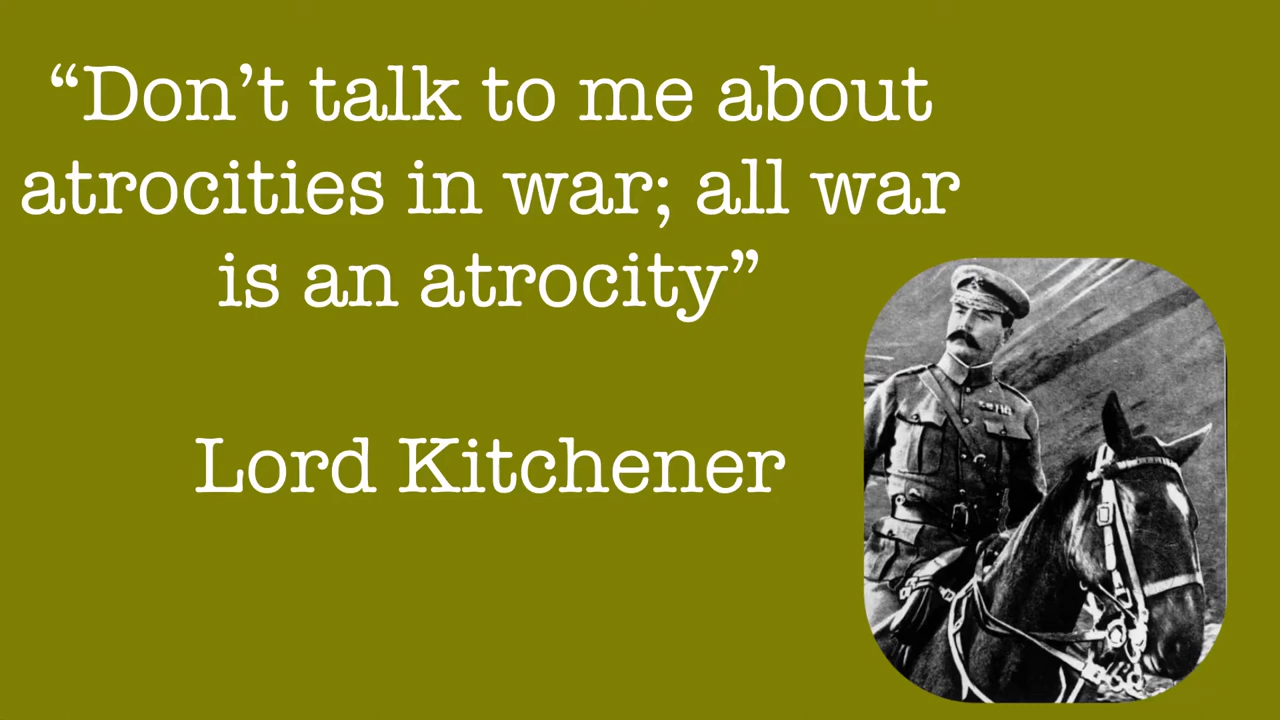 “Don’t talk to me about
atrocities in war; all war
is an atrocity”
Lord Kitchener